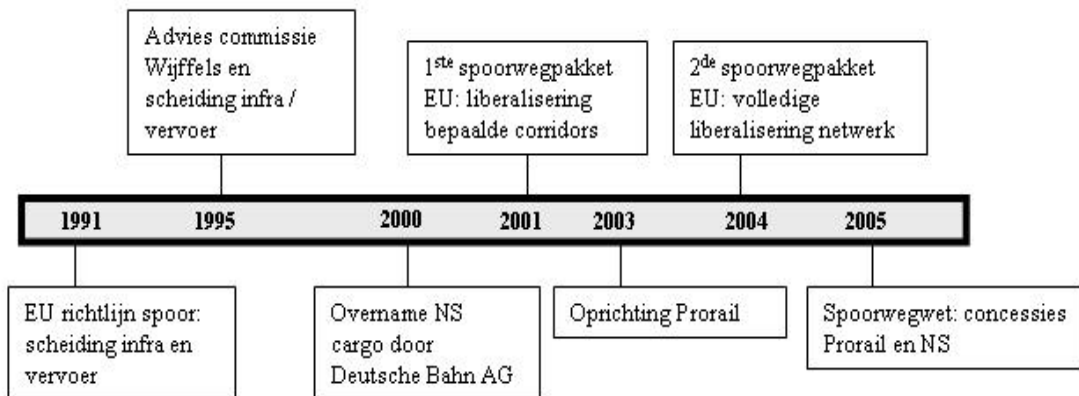 Advies commissie
Wijffels en
scheiding infra /
vervoer
1ste spoorwegpakket
EU: liberalisering
bepaalde corridors
2de spoorwegpakket
EU: volledige
liberalisering netwerk
1991 1995 2000 2001 2003 2004 2005
EU richtlijn spoor:
scheiding infra en
vervoer
Overname NS
cargo door
Deutsche Bahn AG
Oprichting Prorail
Spoorwegwet: concessies
Prorail en NS